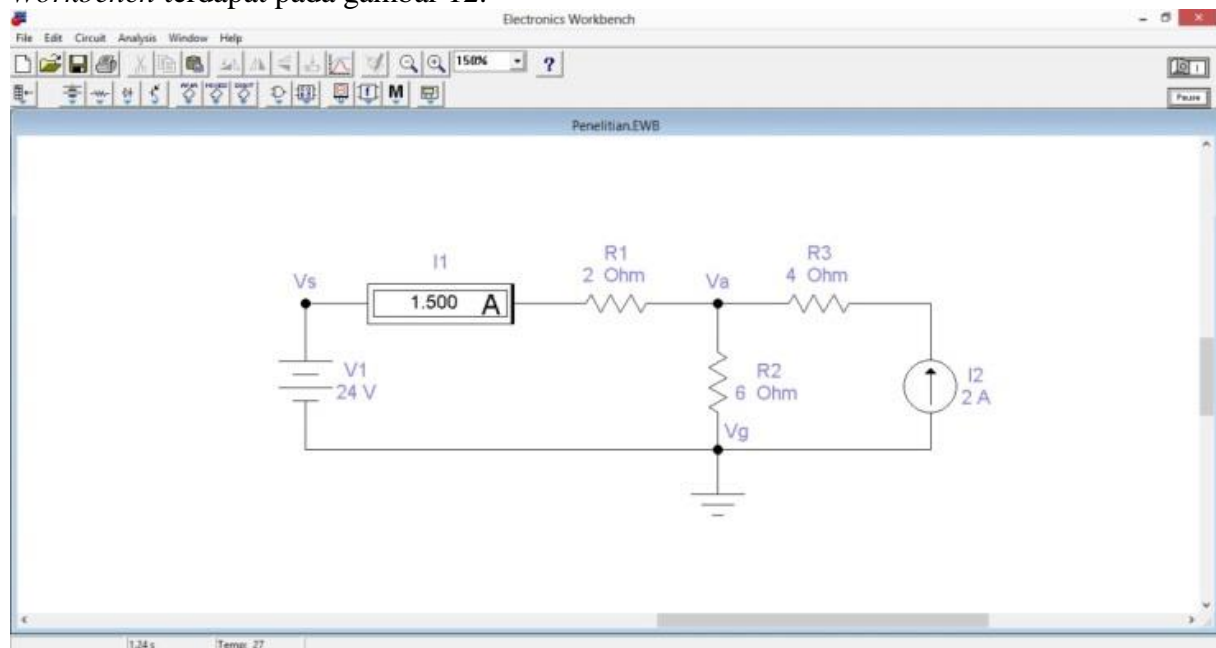 Workbench terdapat pada gambar 12.
Electronics Workbench
File Edit Circuit Analysis Window Help
150% ?
M
Pause
Penelitian.EWB
Vs
I1
1.500 A
R1
2 Ohm
Va
R3
4 Ohm
V1
24 V
R2
6 Ohm
I2
2 A
Vg
1.24 s Temp: 27